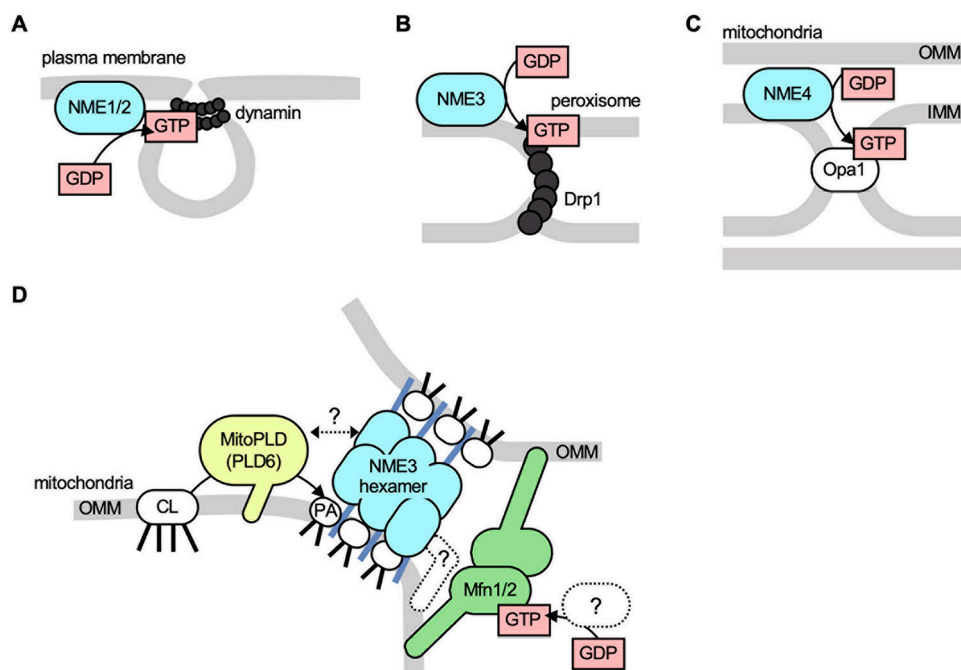 A
plasma membrane
NME1/2
GTP
dynamin
GDP
B
GDP
NME3
peroxisome
GTP
Drp1
C
mitochondria
OMM
NME4
GDP
IMM
GTP
Opa1
D
?
MitoPLD
(PLD6)
NME3
hexamer
OMM
mitochondria
OMM
CL
PA
?
Mfn1/2
GTP
?
GDP